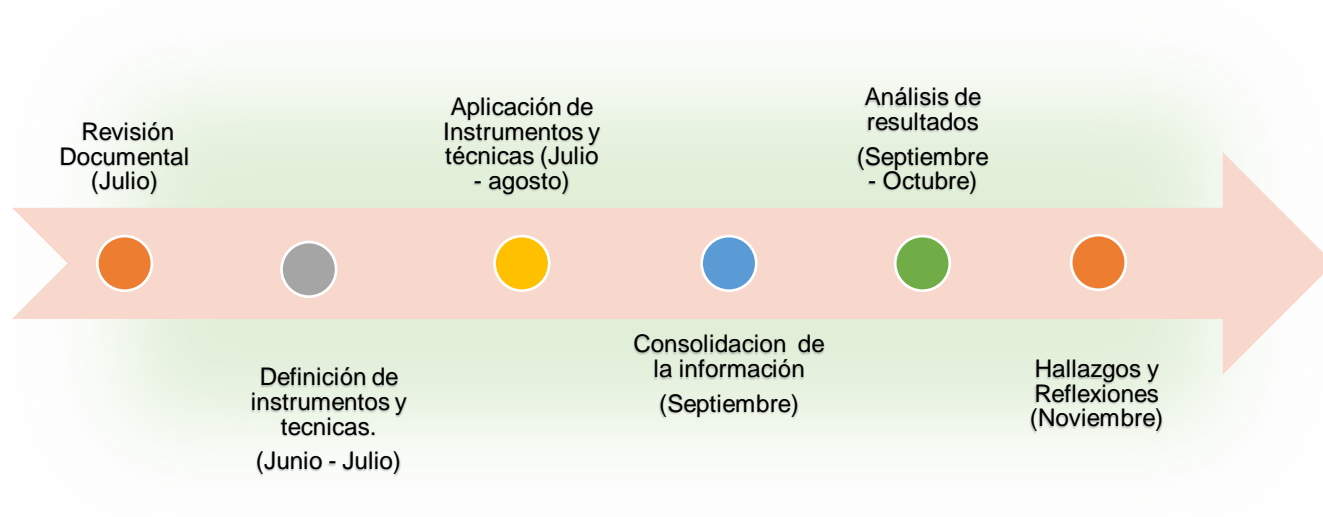 Revisión
Documental
(Julio)
Definición de
instrumentos y
tecnicas.
(Junio - Julio)
Aplicación de
Instrumentos y
técnicas (Julio
- agosto)
Consolidacion de
la información
(Septiembre)
Análisis de
resultados
(Septiembre
- Octubre)
Hallazgos y
Reflexiones
(Noviembre)